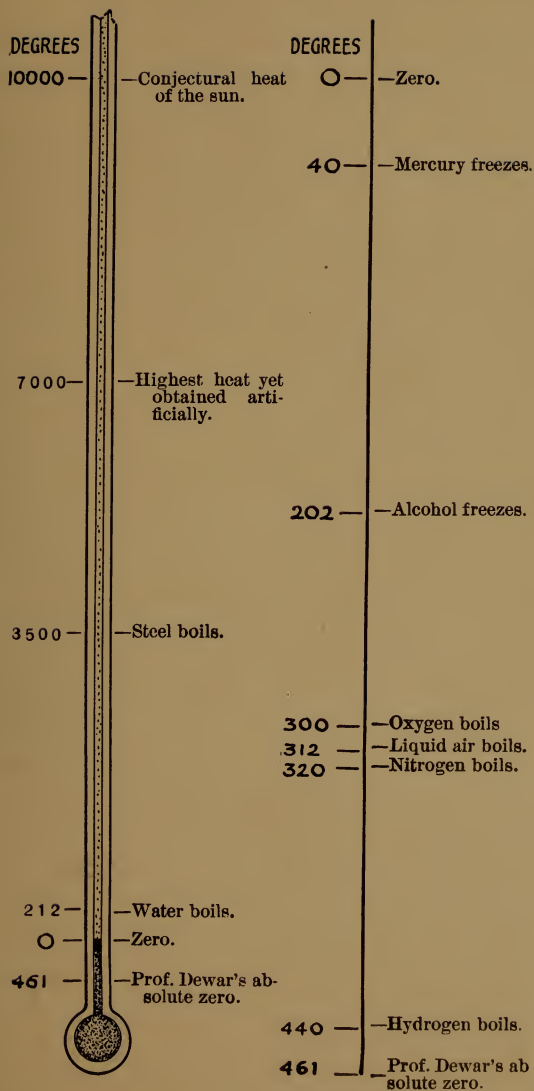 DEGREES
10000 — Conjectural heat
of the sun.
7000 — Highest heat yet
obtained arti-
ficially.
3500 — Steel boils.
212 — Water boils.
0 — Zero.
461 — Prof. Dewar's ab-
solute zero.
DEGREES
0 — Zero.
40 — Mercury freezes.
202 — Alcohol freezes.
300 — Oxygen boils
312 — Liquid air boils.
320 — Nitrogen boils.
440 — Hydrogen boils.
461 — Prof. Dewar's ab
solute zero.